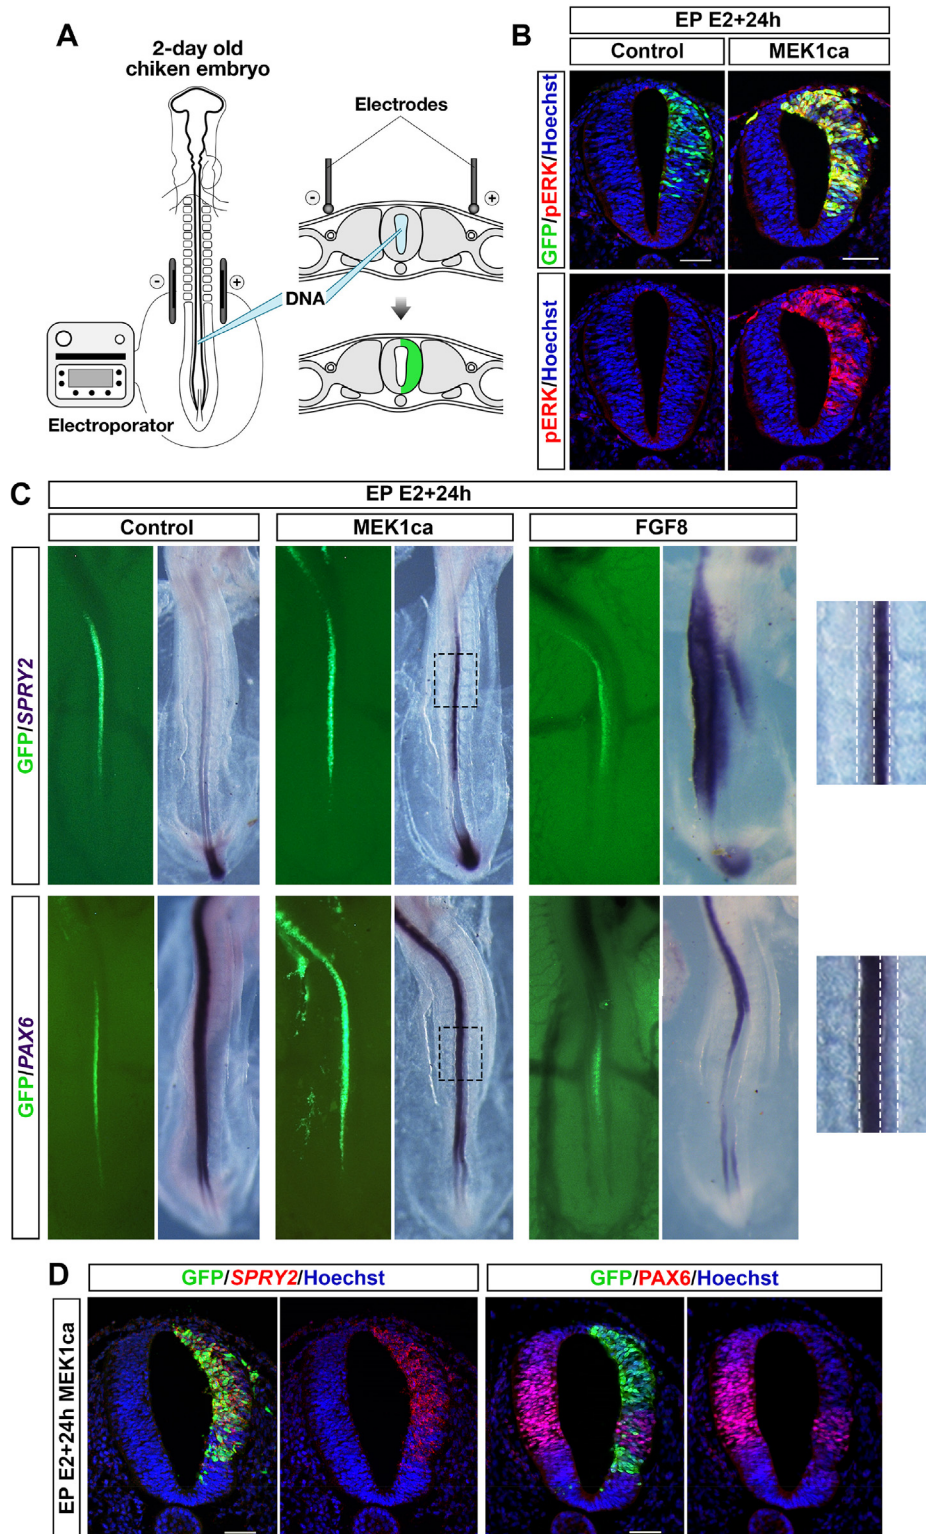 A
2-day old
chiken embryo
Electrodes
-
+
-
+
DNA
Electroporator
B
EP E2+24h
Control
MEK1ca
GFP/pERK/Hoechst
pERK/Hoechst
C
EP E2+24h
Control
MEK1ca
FGF8
GFP/SPRY2
GFP/PAX6
D
GFP/SPRY2/Hoechst
GFP/PAX6/Hoechst
EP E2+24h MEK1ca